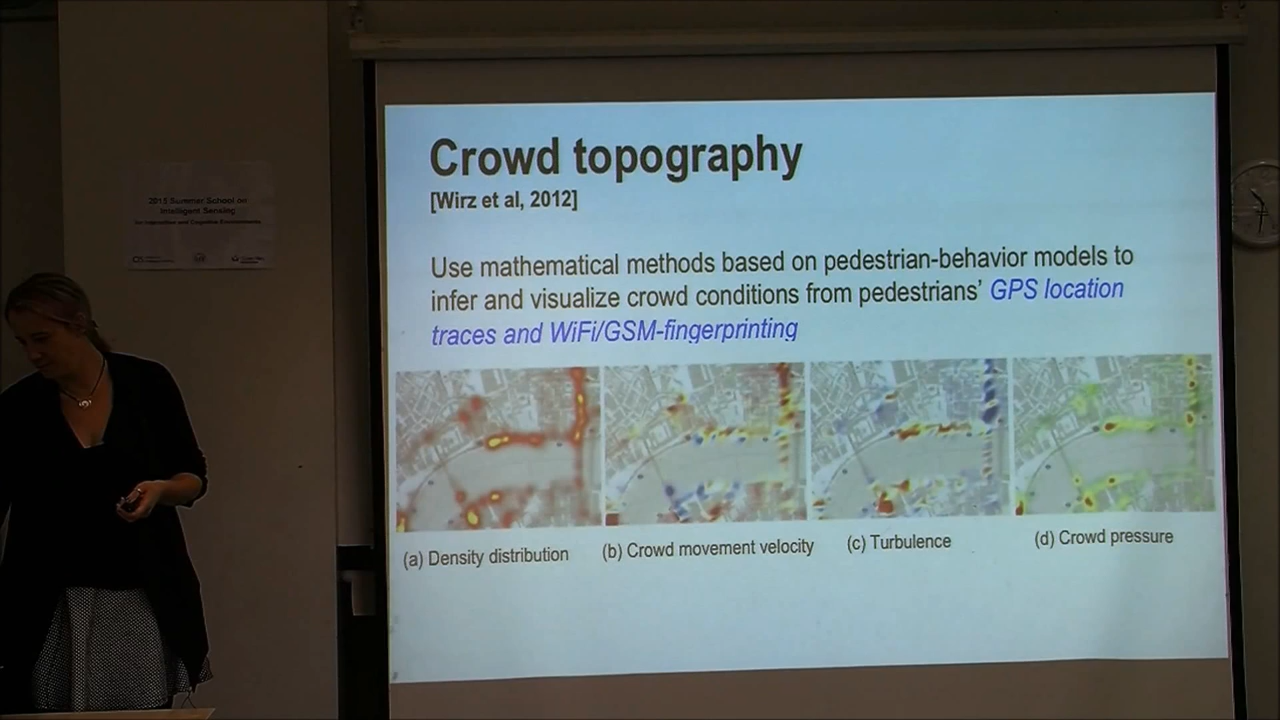 2015 Summer School on
Intelligent Sensing
Crowd topography
[Wirz et al, 2012]
Use mathematical methods based on pedestrian-behavior models to
infer and visualize crowd conditions from pedestrians' GPS location
traces and WiFi/GSM-fingerprinting
(a) Density distribution
(b) Crowd movement velocity
(c) Turbulence
(d) Crowd pressure